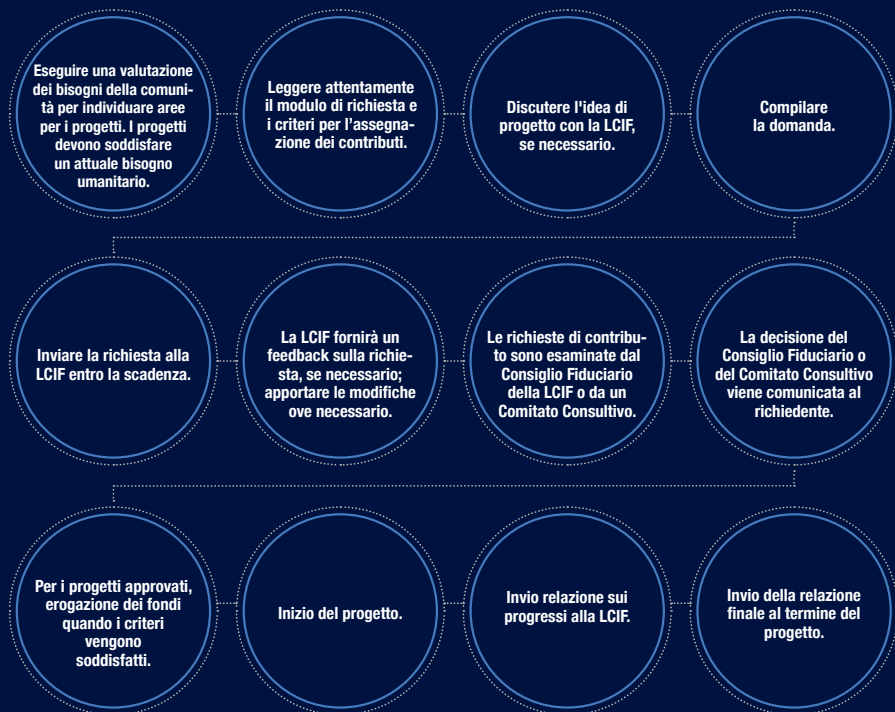 Eseguire una valutazione
dei bisogni della comuni-
tà per individuare aree
per i progetti. I progetti
devono soddisfare
un attuale bisogno
umanitario.
Leggere attentamente
il modulo di richiesta e
i criteri per l’assegna-
zione dei contributi.
Discutere l'idea di
progetto con la LCIF,
se necessario.
Compilare
la domanda.
Inviare la richiesta alla
LCIF entro la scadenza.
La LCIF fornirà un
feedback sulla richie-
sta, se necessario;
apportare le modifiche
ove necessario.
Le richieste di contribu-
to sono esaminate dal
Consiglio Fiduciario
della LCIF o da un
Comitato Consultivo.
La decisione del
Consiglio Fiduciario o
del Comitato Consultivo
viene comunicata al
richiedente.
Per i progetti approvati,
erogazione dei fondi
quando i criteri
vengono
soddisfatti.
Inizio del progetto.
Invio relazione sui
progressi alla LCIF.
Invio della relazione
finale al termine del
progetto.